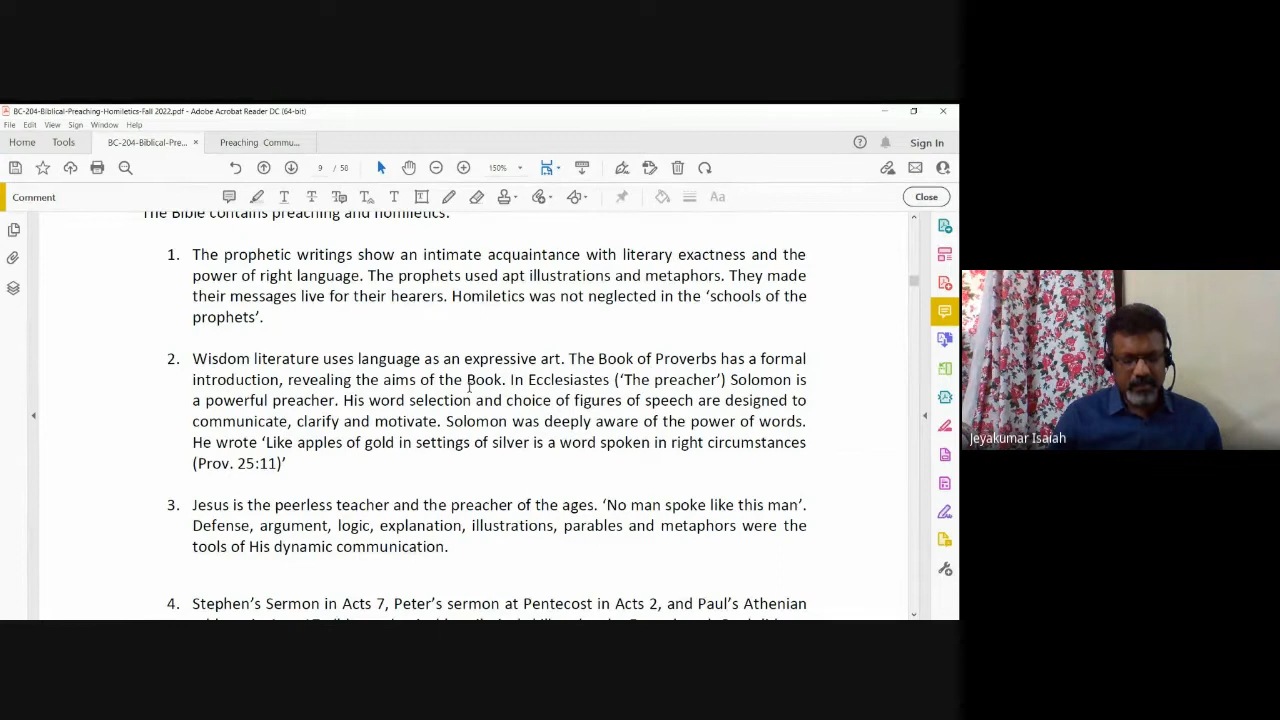 BC-204-Biblical-Preaching-Homiletics-Fall 2022.pdf - Adobe Acrobat Reader DC (64-bit)
File Edit View Sign Window Help
Home Tools BC-204-Biblical-Pre... × Preaching Commu... Sign In
9 / 58 150%
Comment Close
The Bible contains preaching and homiletics.
1. The prophetic writings show an intimate acquaintance with literary exactness and the
power of right language. The prophets used apt illustrations and metaphors. They made
their messages live for their hearers. Homiletics was not neglected in the ‘schools of the
prophets’.
2. Wisdom literature uses language as an expressive art. The Book of Proverbs has a formal
introduction, revealing the aims of the Book. In Ecclesiastes (‘The preacher’) Solomon is
a powerful preacher. His word selection and choice of figures of speech are designed to
communicate, clarify and motivate. Solomon was deeply aware of the power of words.
He wrote ‘Like apples of gold in settings of silver is a word spoken in right circumstances
(Prov. 25:11)’
3. Jesus is the peerless teacher and the preacher of the ages. ‘No man spoke like this man’.
Defense, argument, logic, explanation, illustrations, parables and metaphors were the
tools of His dynamic communication.
4. Stephen’s Sermon in Acts 7, Peter’s sermon at Pentecost in Acts 2, and Paul’s Athenian
Jeyakumar Isaiah